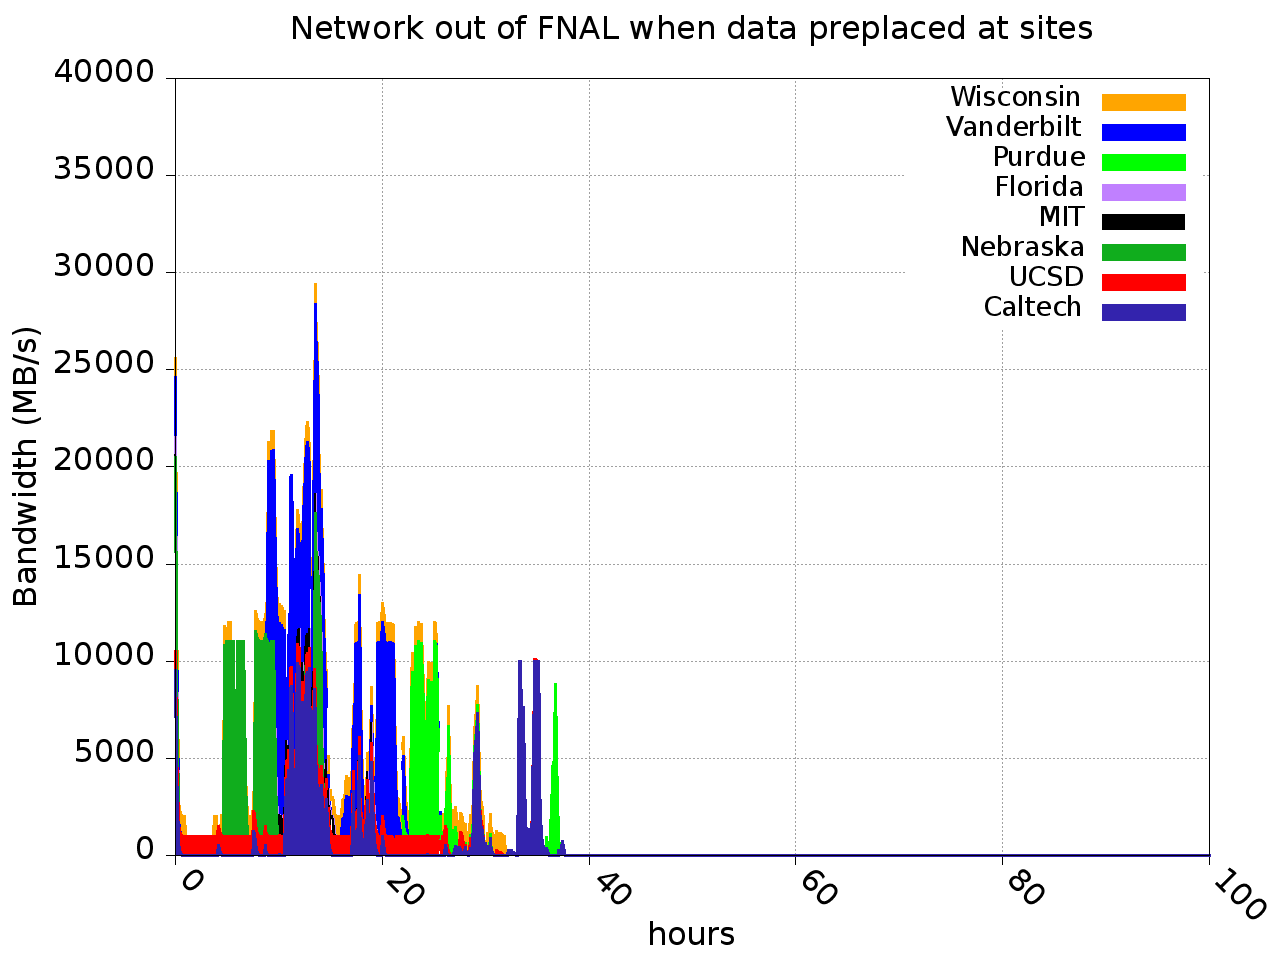 Network out of FNAL when data preplaced at sites
40000
35000
30000
25000
20000
15000
10000
5000
0
Bandwidth (MB/s)
Wisconsin
Vanderbilt
Purdue
Florida
MIT
Nebraska
UCSD
Caltech
0
20
40
60
80
100
hours